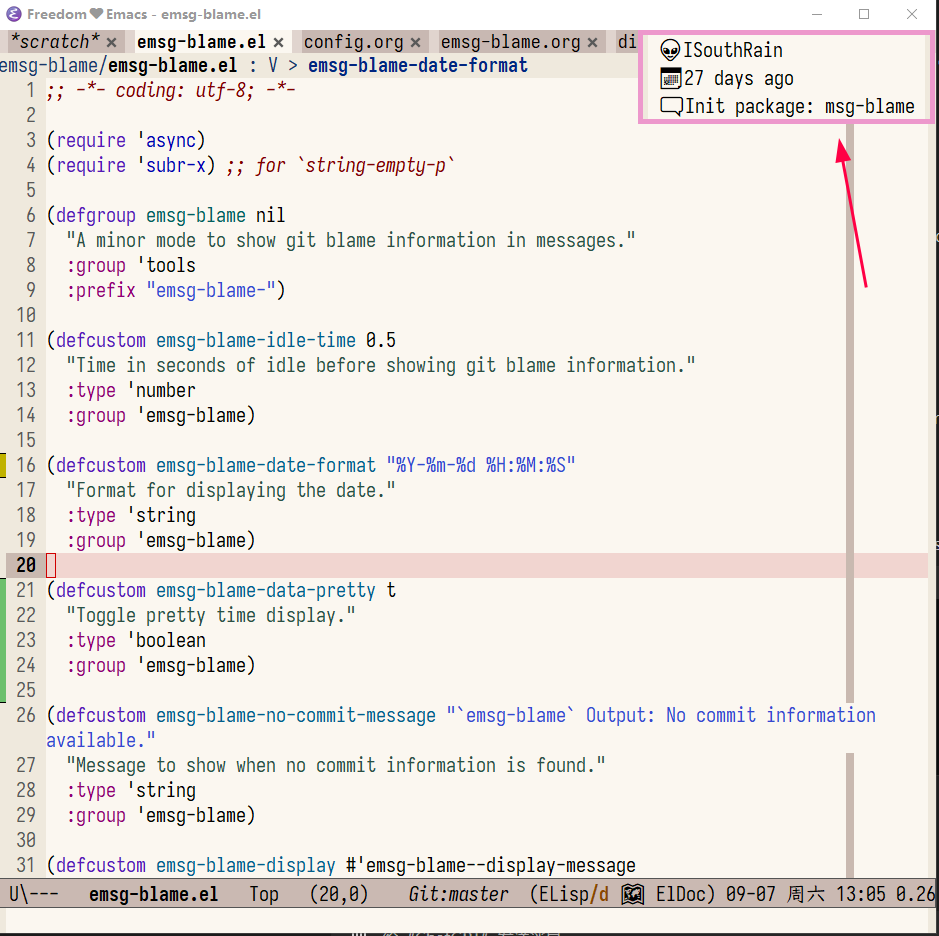 Freedom Emacs - emsg-blame.el
*scratch* × emsg-blame.el × config.org × emsg-blame.org × di
emsg-blame/emsg-blame.el : V > emsg-blame-date-format
ISouthRain
27 days ago
Init package: msg-blame
1 ;; -*- coding: utf-8; -*-
2
3 (require 'async)
4 (require 'subr-x) ;; for `string-empty-p`
5
6 (defgroup emsg-blame nil
7 "A minor mode to show git blame information in messages."
8 :group 'tools
9 :prefix "emsg-blame-")
10
11 (defcustom emsg-blame-idle-time 0.5
12 "Time in seconds of idle before showing git blame information."
13 :type 'number
14 :group 'emsg-blame)
15
16 (defcustom emsg-blame-date-format "%Y-%m-%d %H:%M:%S"
17 "Format for displaying the date."
18 :type 'string
19 :group 'emsg-blame)
20
21 (defcustom emsg-blame-data-pretty t
22 "Toggle pretty time display."
23 :type 'boolean
24 :group 'emsg-blame)
25
26 (defcustom emsg-blame-no-commit-message "`emsg-blame` Output: No commit information
available."
27 "Message to show when no commit information is found."
28 :type 'string
29 :group 'emsg-blame)
30
31 (defcustom emsg-blame-display #'emsg-blame--display-message
U\--- emsg-blame.el Top (20,0) Git:master (ELisp/d ElDoc) 09-07 周六 13:05 0.26